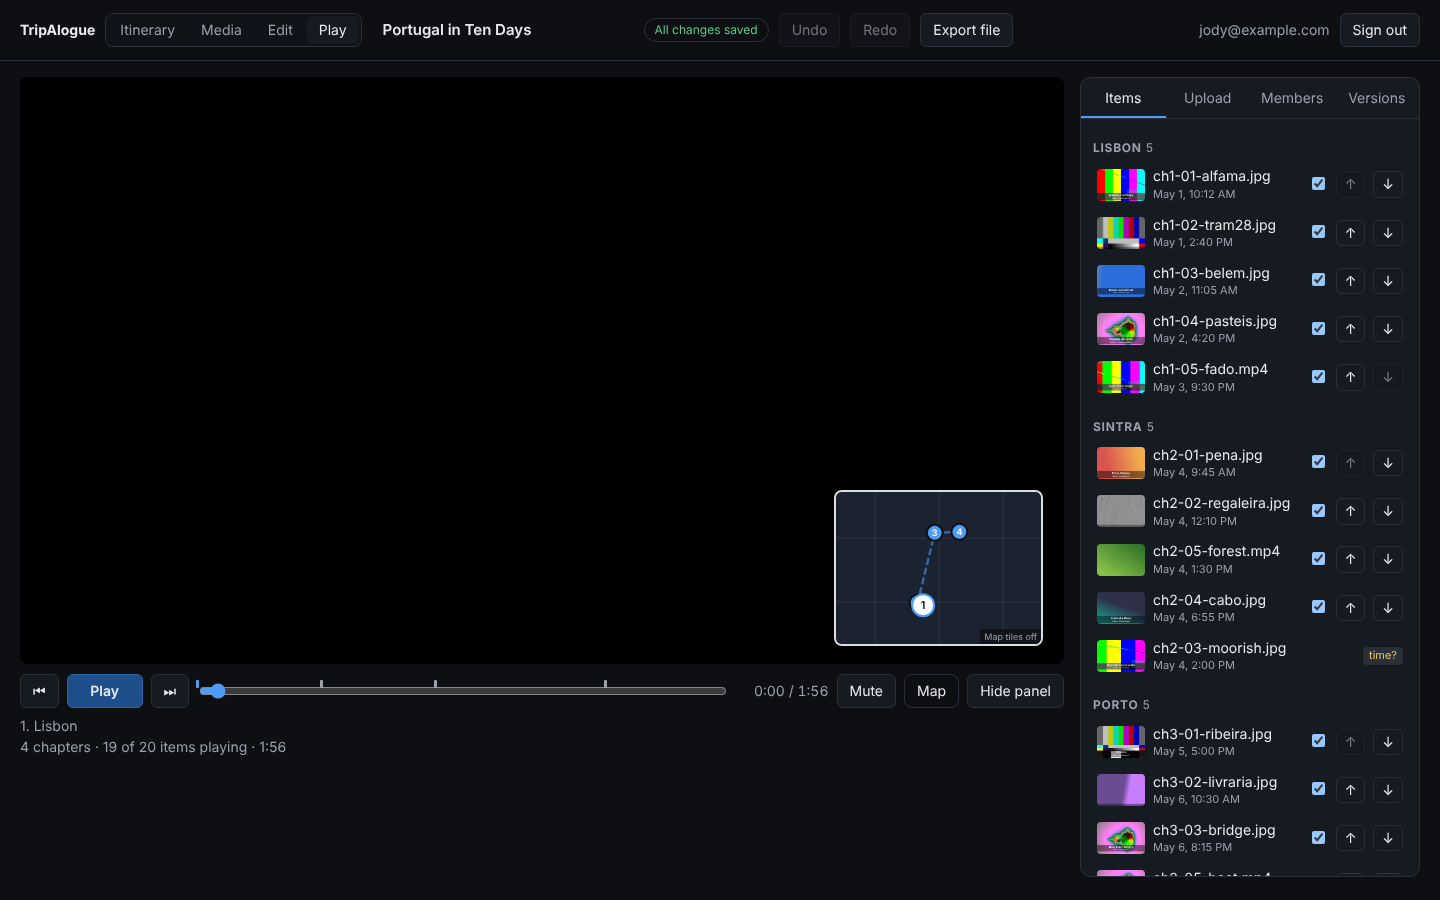 TripAlogue Itinerary Media Edit Play Portugal in Ten Days All changes saved Undo Redo Export file jody@example.com Sign out
Items Upload Members Versions
LISBON 5
ch1-01-alfama.jpg
May 1, 10:12 AM
ch1-02-tram28.jpg
May 1, 2:40 PM
ch1-03-belem.jpg
May 2, 11:05 AM
ch1-04-pasteis.jpg
May 2, 4:20 PM
ch1-05-fado.mp4
May 3, 9:30 PM
SINTRA 5
ch2-01-pena.jpg
May 4, 9:45 AM
ch2-02-regaleira.jpg
May 4, 12:10 PM
ch2-05-forest.mp4
May 4, 1:30 PM
ch2-04-cabo.jpg
May 4, 6:55 PM
ch2-03-moorish.jpg
May 4, 2:00 PM
time?
PORTO 5
ch3-01-ribeira.jpg
May 5, 5:00 PM
ch3-02-livraria.jpg
May 6, 10:30 AM
ch3-03-bridge.jpg
May 6, 8:15 PM
3 4
1
Map tiles off
Play 0:00 / 1:56 Mute Map Hide panel
1. Lisbon
4 chapters · 19 of 20 items playing · 1:56